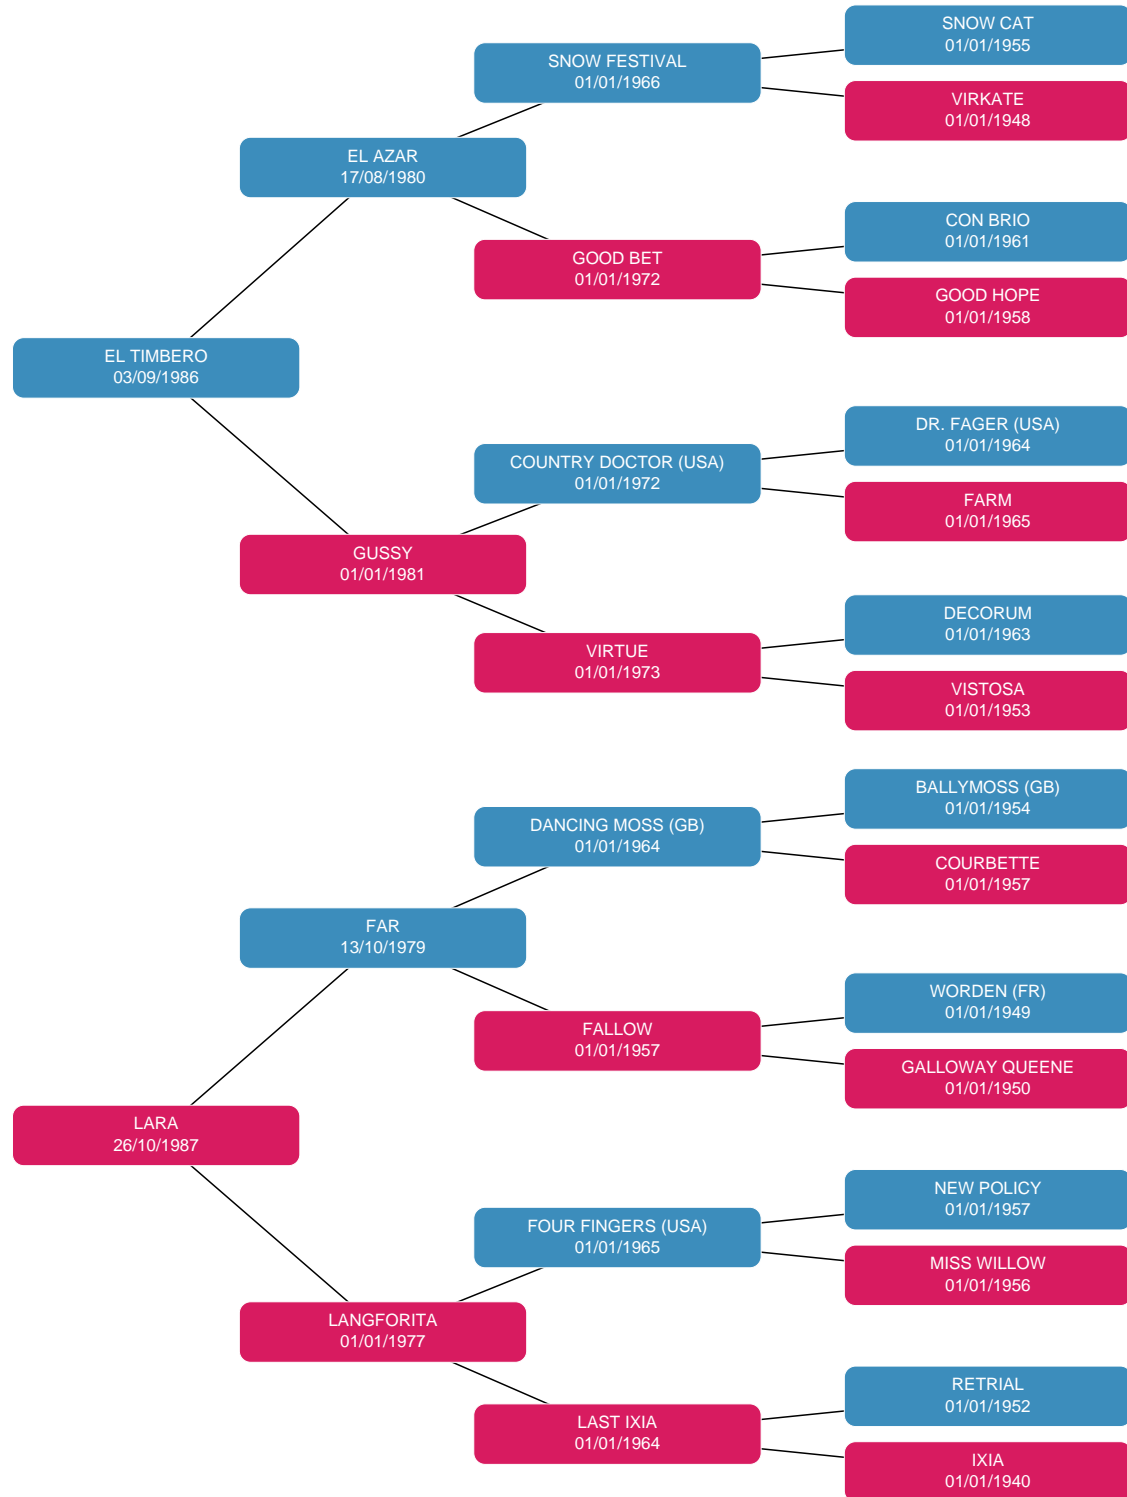 SNOW CAT
01/01/1955
SNOW FESTIVAL
01/01/1966
VIRKATE
01/01/1948
EL AZAR
17/08/1980
CON BRIO
01/01/1961
GOOD BET
01/01/1972
GOOD HOPE
01/01/1958
EL TIMBERO
03/09/1986
DR. FAGER (USA)
01/01/1964
COUNTRY DOCTOR (USA)
01/01/1972
FARM
01/01/1965
GUSSY
01/01/1981
DECORUM
01/01/1963
VIRTUE
01/01/1973
VISTOSA
01/01/1953
BALLYMOSS (GB)
01/01/1954
DANCING MOSS (GB)
01/01/1964
COURBETTE
01/01/1957
FAR
13/10/1979
WORDEN (FR)
01/01/1949
FALLOW
01/01/1957
GALLOWAY QUEENE
01/01/1950
LARA
26/10/1987
NEW POLICY
01/01/1957
FOUR FINGERS (USA)
01/01/1965
MISS WILLOW
01/01/1956
LANGFORITA
01/01/1977
RETRIAL
01/01/1952
LAST IXIA
01/01/1964
IXIA
01/01/1940